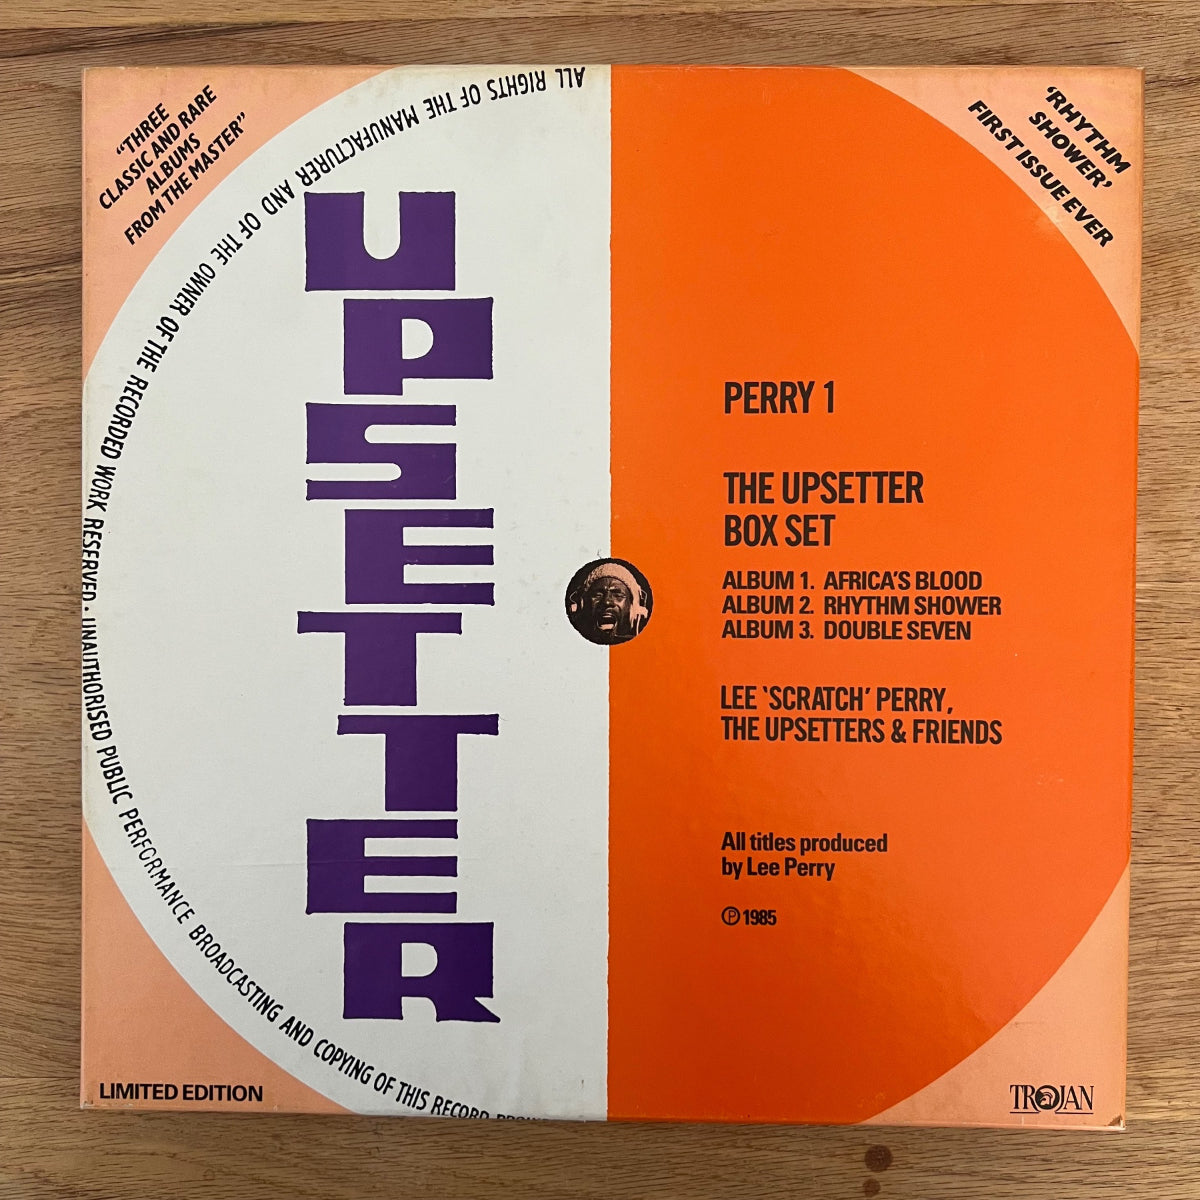 “THREE
CLASSIC AND RARE
ALBUMS
FROM THE MASTER”
‘RHYTHM
SHOWER’
FIRST ISSUE EVER
ALL RIGHTS OF THE MANUFACTURER AND OF THE OWNER OF THE RECORDED WORK RESERVED · UNAUTHORISED PUBLIC PERFORMANCE BROADCASTING AND COPYING OF THIS RECORD
UPSETTER
PERRY 1
THE UPSETTER
BOX SET
ALBUM 1. AFRICA'S BLOOD
ALBUM 2. RHYTHM SHOWER
ALBUM 3. DOUBLE SEVEN
LEE ‘SCRATCH’ PERRY,
THE UPSETTERS & FRIENDS
All titles produced
by Lee Perry
℗ 1985
LIMITED EDITION
TROJAN